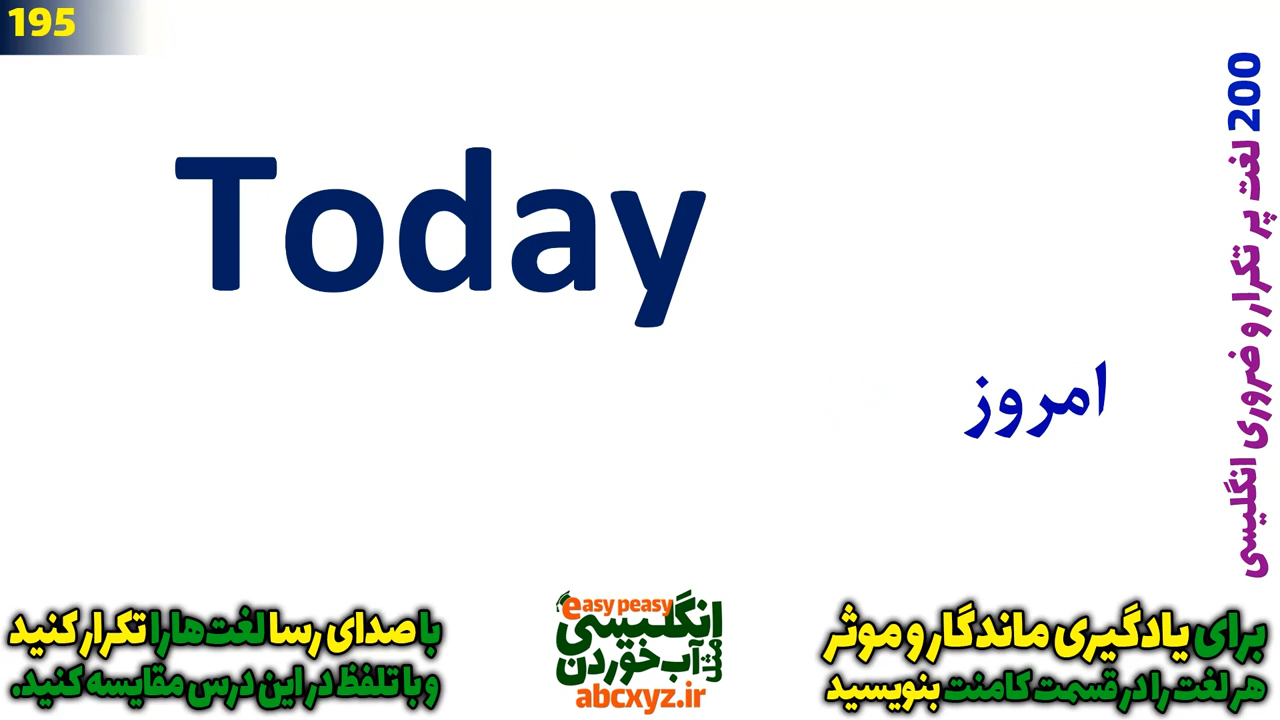 195
Today
امروز
200 لغت پر تکرار و ضروری انگلیسی
برای یادگیری ماندگار و موثر
هر لغت را در قسمت کامنت بنویسید
easy peasy
انگلیسی
مثل آب خوردن
abcxyz.ir
با صدای رسا لغت‌ها را تکرار کنید
و با تلفظ در این درس مقایسه کنید.